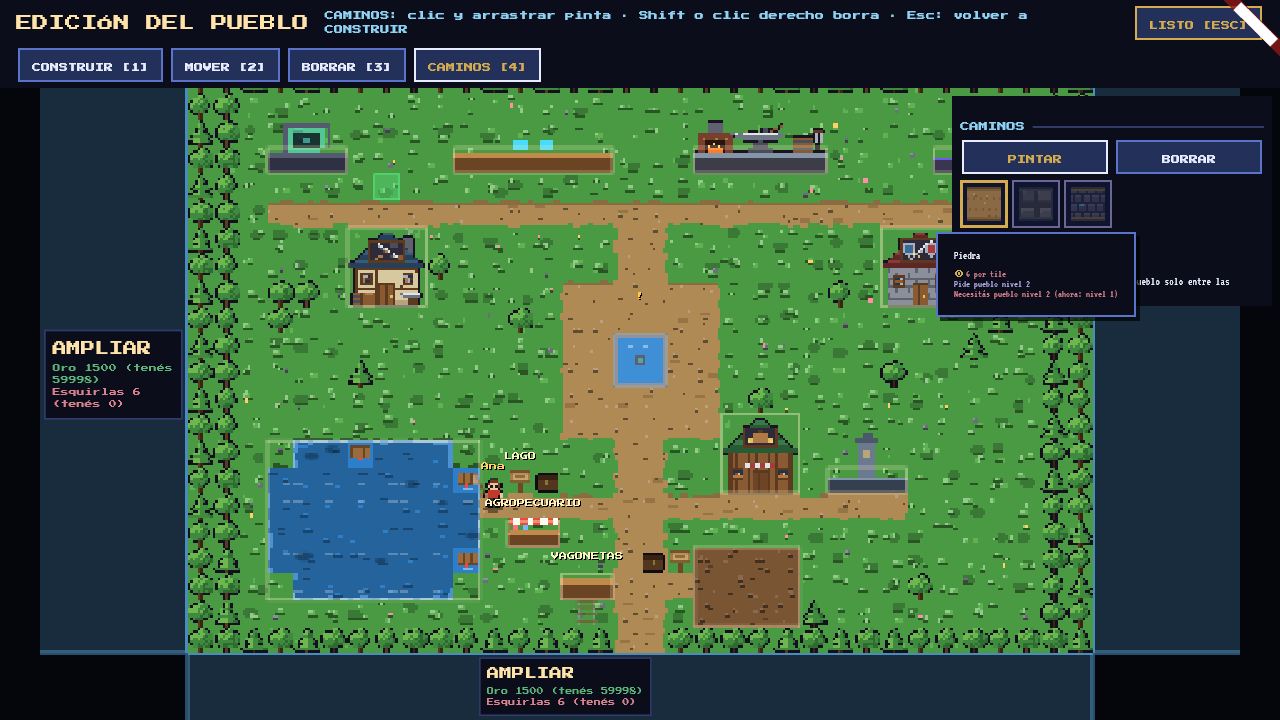 EDICIÓN DEL PUEBLO
CAMINOS: clic y arrastrar pinta · Shift o clic derecho borra · Esc: volver a
CONSTRUIR
LISTO [ESC]
CONSTRUIR [1]
MOVER [2]
BORRAR [3]
CAMINOS [4]
CAMINOS
PINTAR
BORRAR
Piedra
6 por tile
Pide pueblo nivel 2
Necesitás pueblo nivel 2 (ahora: nivel 1)
ueblo solo entre las
AMPLIAR
Oro 1500 (tenés
59998)
Esquirlas 6
(tenés 0)
LAGO
Ana
AGROPECUARIO
VAGONETAS
AMPLIAR
Oro 1500 (tenés 59998)
Esquirlas 6 (tenés 0)